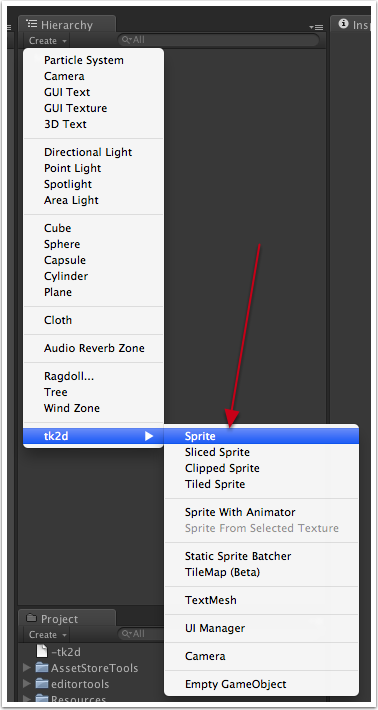 Hierarchy
Create
All
Particle System
Camera
GUI Text
GUI Texture
3D Text
Directional Light
Point Light
Spotlight
Area Light
Cube
Sphere
Capsule
Cylinder
Plane
Cloth
Audio Reverb Zone
Ragdoll...
Tree
Wind Zone
tk2d
Sprite
Sliced Sprite
Clipped Sprite
Tiled Sprite
Sprite With Animator
Sprite From Selected Texture
Static Sprite Batcher
TileMap (Beta)
TextMesh
UI Manager
Camera
Empty GameObject
Project
Create
All
-tk2d
AssetStoreTools
editortools
Resources